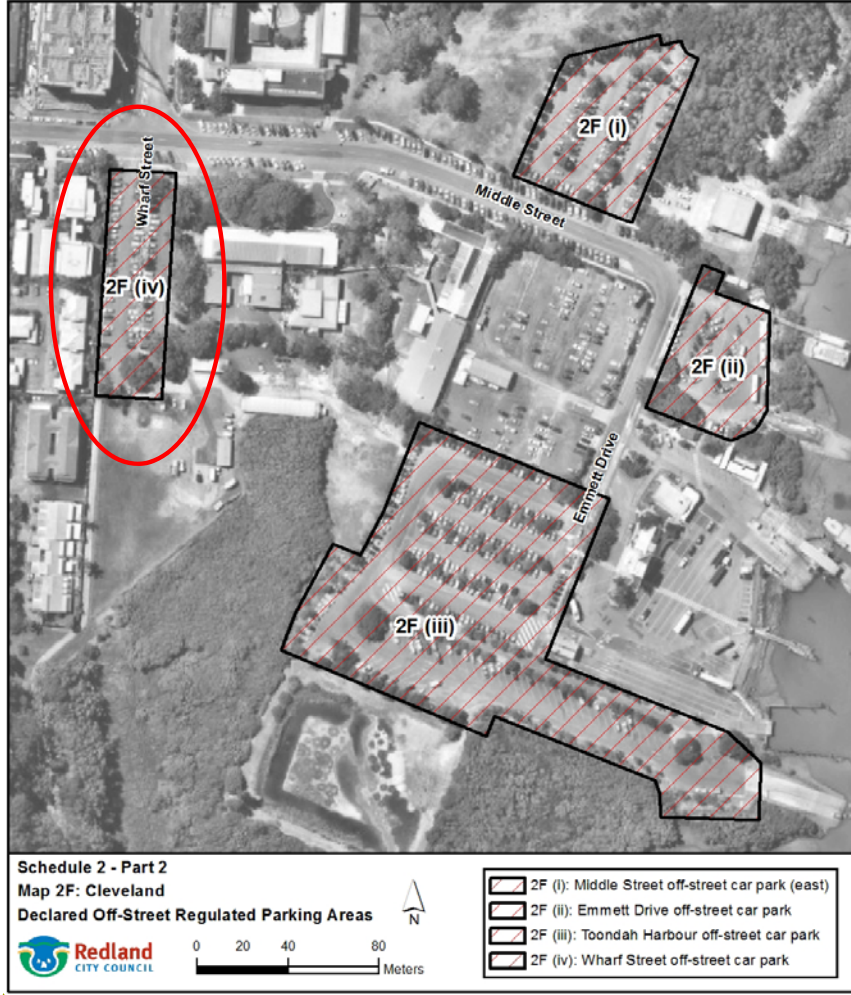 2F (i)
Wharf Street
Middle Street
2F (iv)
2F (ii)
Emmett Drive
2F (iii)
Schedule 2 - Part 2
Map 2F: Cleveland
Declared Off-Street Regulated Parking Areas
N
Redland
CITY COUNCIL
0 20 40 80
Meters
2F (i): Middle Street off-street car park (east)
2F (ii): Emmett Drive off-street car park
2F (iii): Toondah Harbour off-street car park
2F (iv): Wharf Street off-street car park